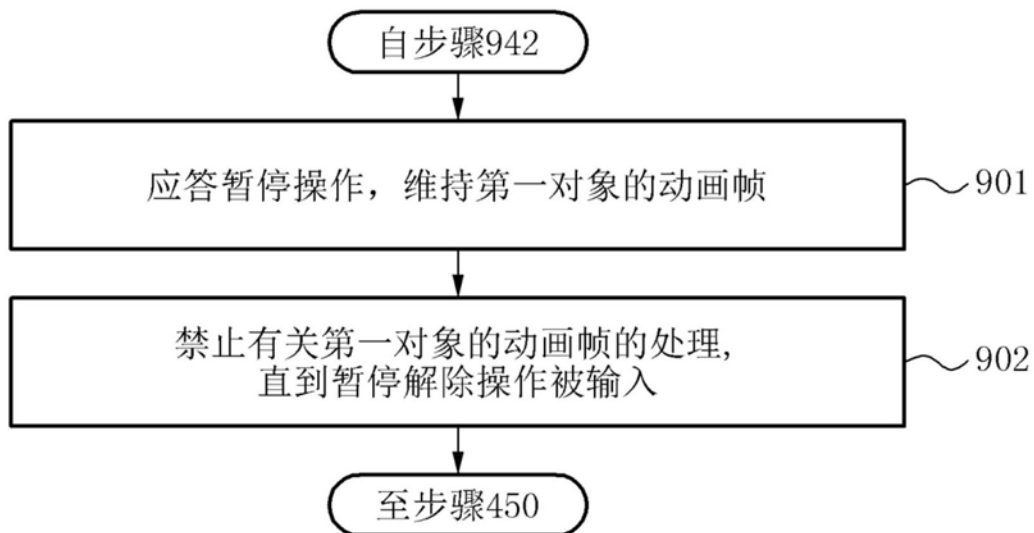 自步骤942
应答暂停操作，维持第一对象的动画帧
901
禁止有关第一对象的动画帧的处理，
直到暂停解除操作被输入
902
至步骤450